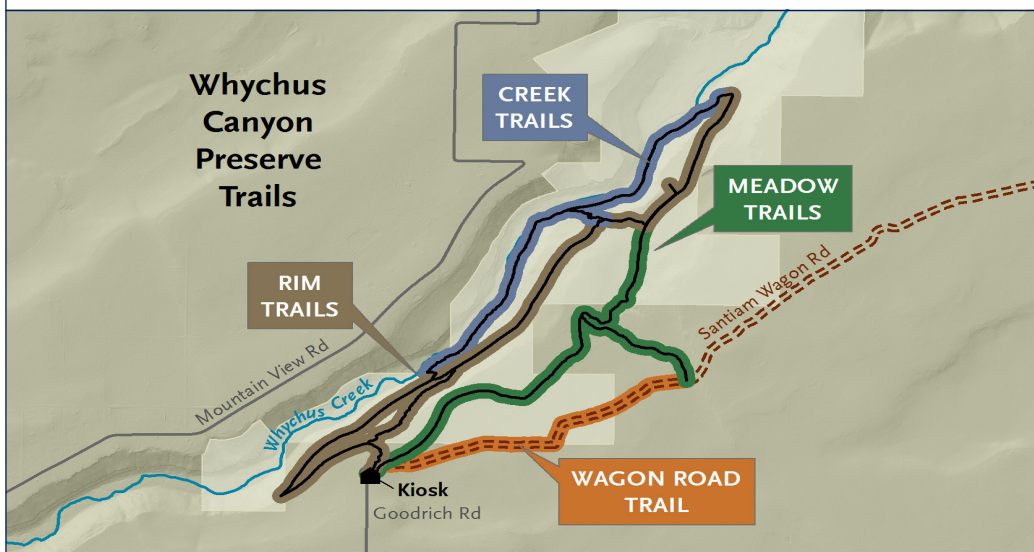 Whychus
Canyon
Preserve
Trails
CREEK
TRAILS
MEADOW
TRAILS
RIM
TRAILS
Santiam Wagon Rd
Mountain View Rd
Whychus Creek
WAGON ROAD
TRAIL
Kiosk
Goodrich Rd